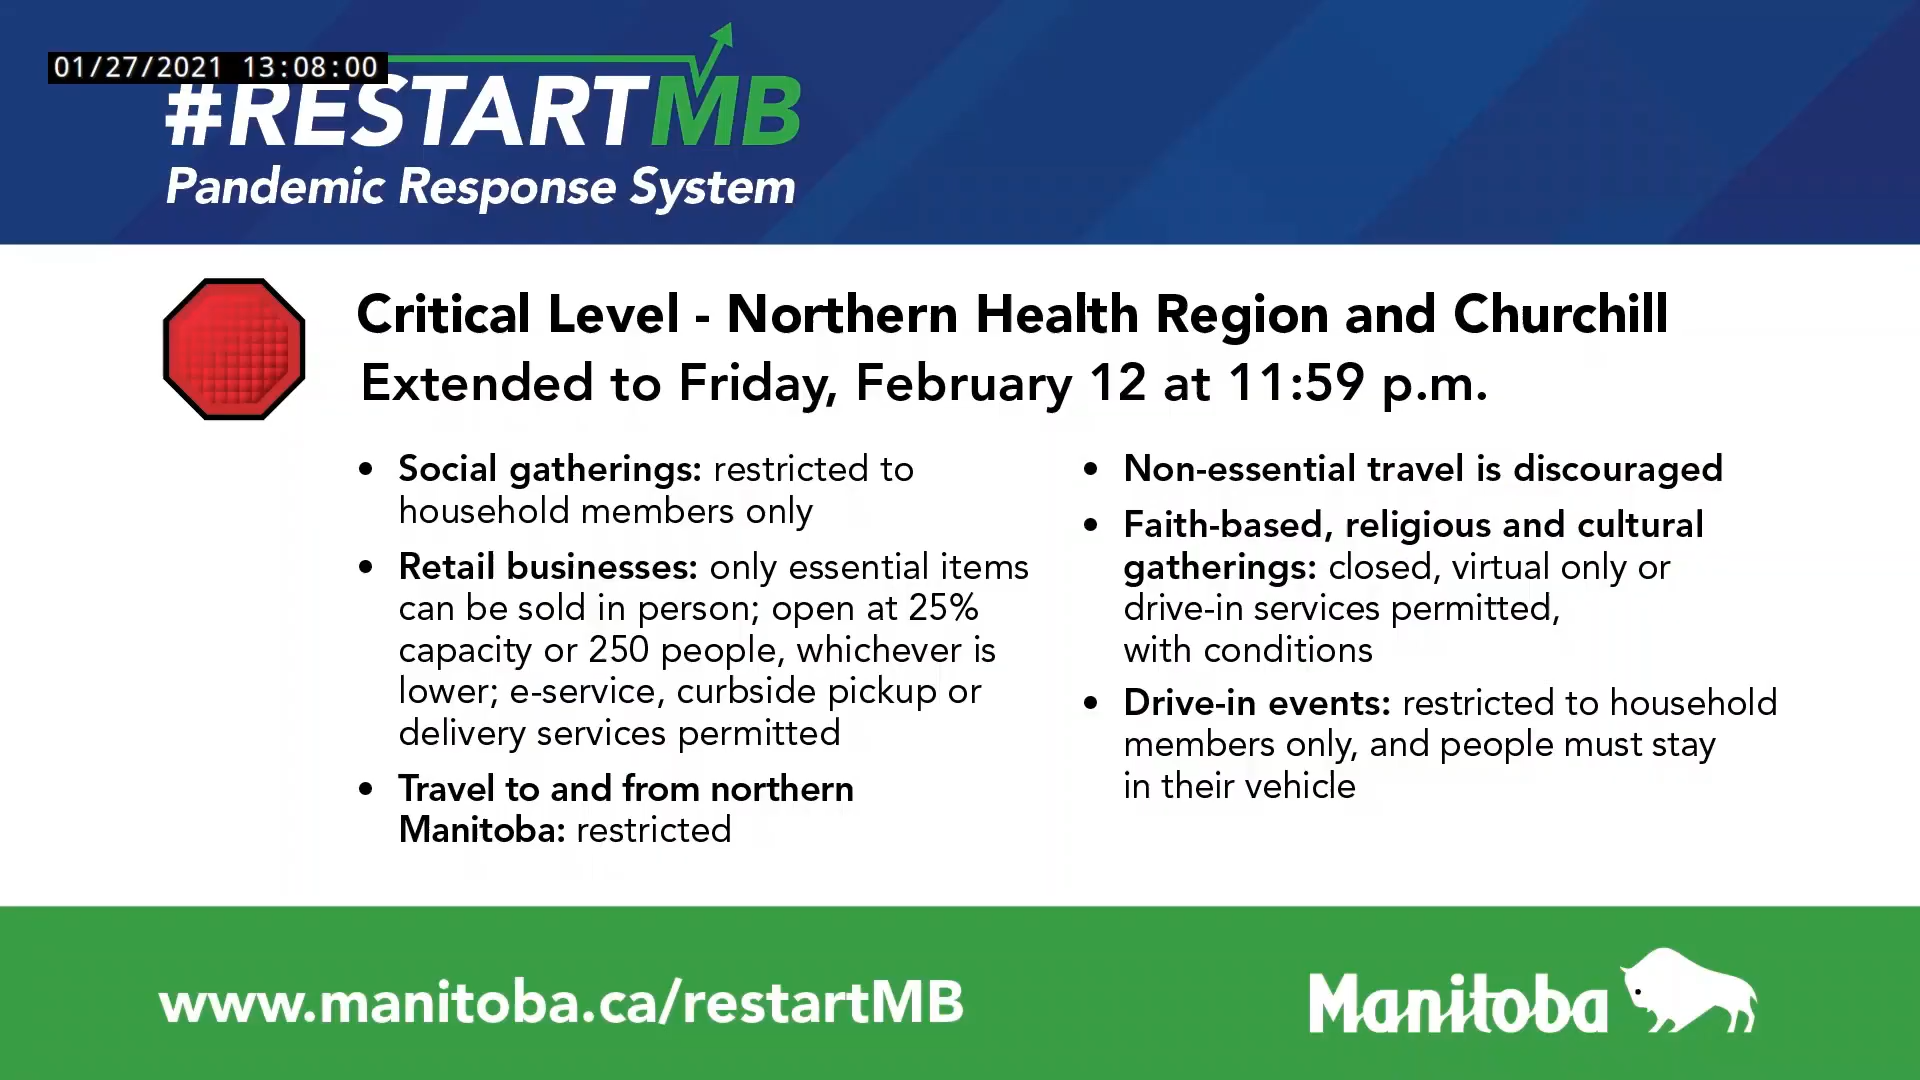 01/27/2021 13:08:00
#RESTARTMB
Pandemic Response System
Critical Level - Northern Health Region and Churchill
Extended to Friday, February 12 at 11:59 p.m.
• Social gatherings: restricted to
household members only
• Retail businesses: only essential items
can be sold in person; open at 25%
capacity or 250 people, whichever is
lower; e-service, curbside pickup or
delivery services permitted
• Travel to and from northern
Manitoba: restricted
• Non-essential travel is discouraged
• Faith-based, religious and cultural
gatherings: closed, virtual only or
drive-in services permitted,
with conditions
• Drive-in events: restricted to household
members only, and people must stay
in their vehicle
www.manitoba.ca/restartMB
Manitoba